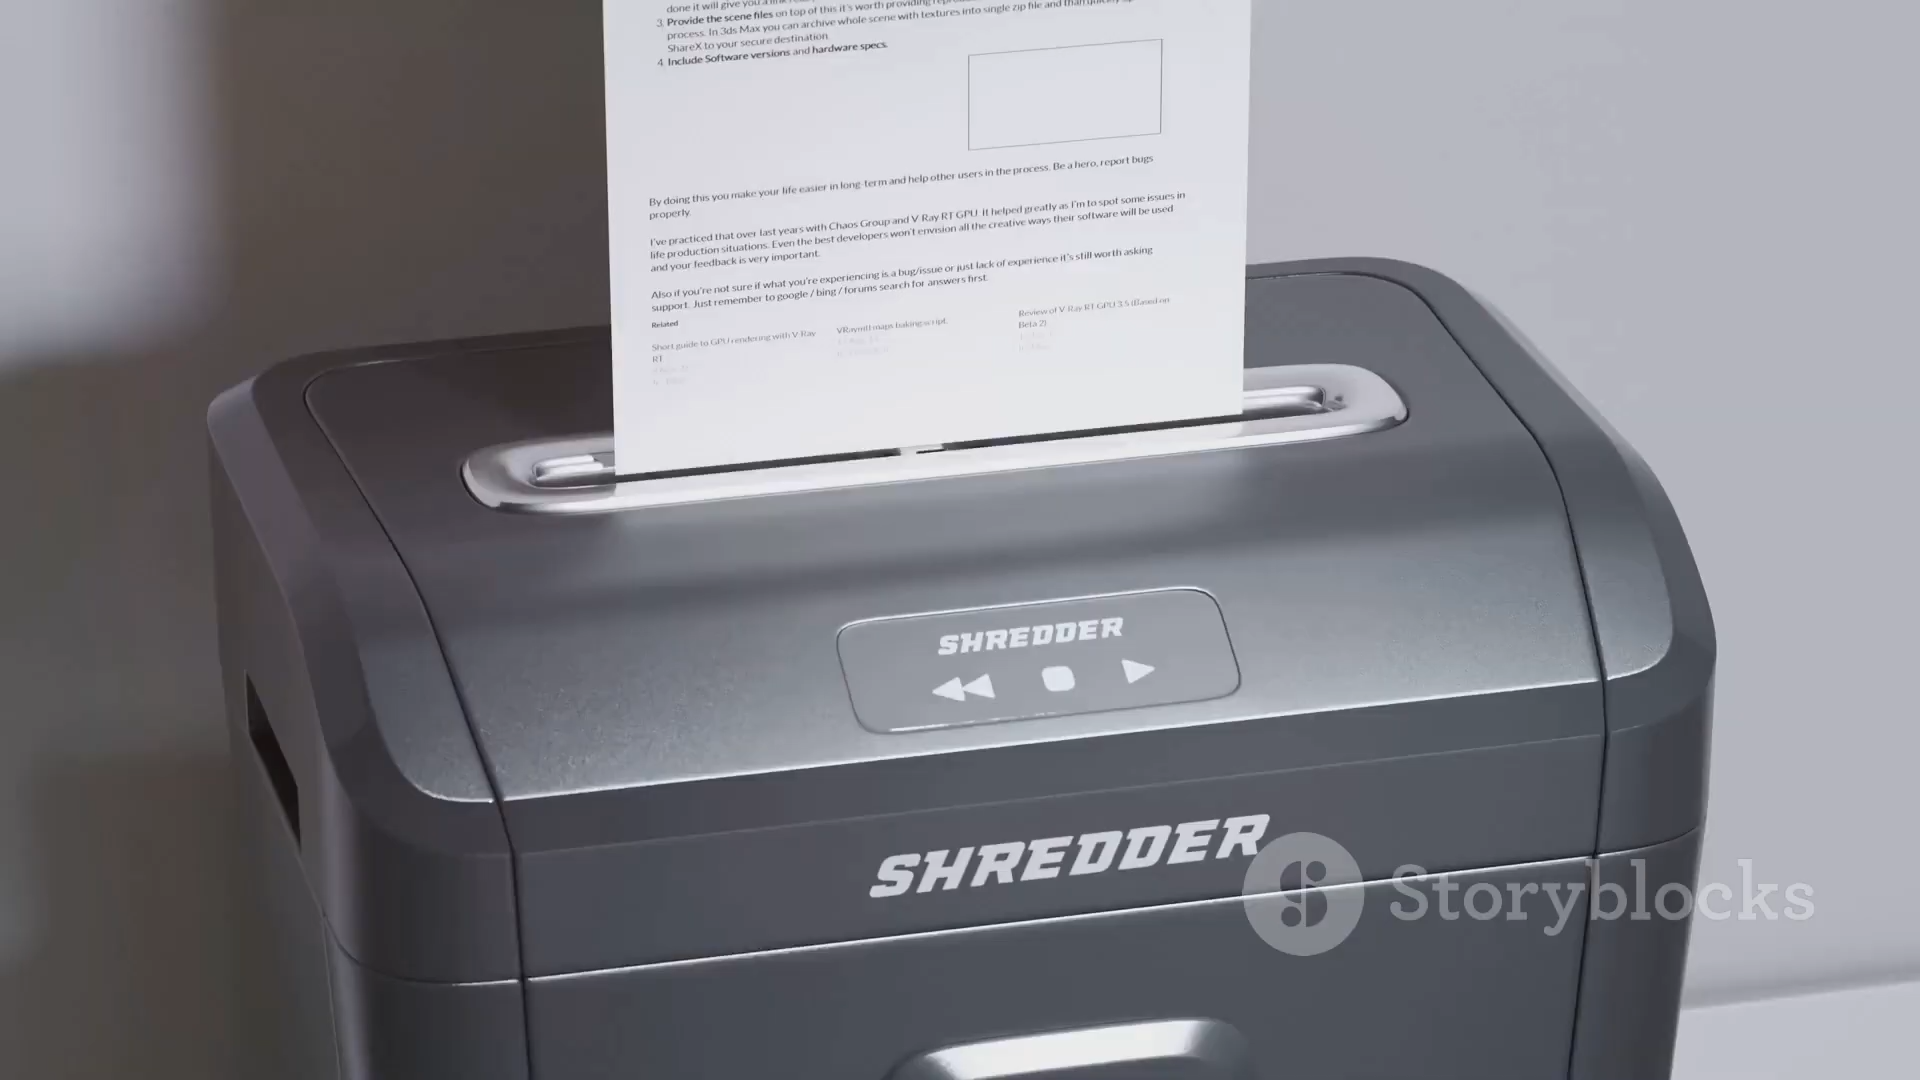 done it will give you a link
3. Provide the scene files on top of this it's worth providing
process. In 3ds Max you can archive whole scene with textures into single zip file and than quickly
ShareX to your secure destination
4. Include Software versions and hardware specs.
By doing this you make your life easier in long-term and help other users in the process. Be a hero, report bugs
properly.
I've practiced that over last years with Chaos Group and V Ray RT GPU. It helped greatly as I'm to spot some issues in
life production situations. Even the best developers won't envision all the creative ways their software will be used
and your feedback is very important.
Also if you're not sure if what you're experiencing is a bug/issue or just lack of experience it's still worth asking
support. Just remember to google / bing / forums search for answers first.
Related
Short guide to GPU rendering with V-Ray
RT
VRaymtl maps baking script.
Review of V-Ray RT GPU 3.5 (Based on
Beta 2)
SHREDDER
SHREDDER
Storyblocks